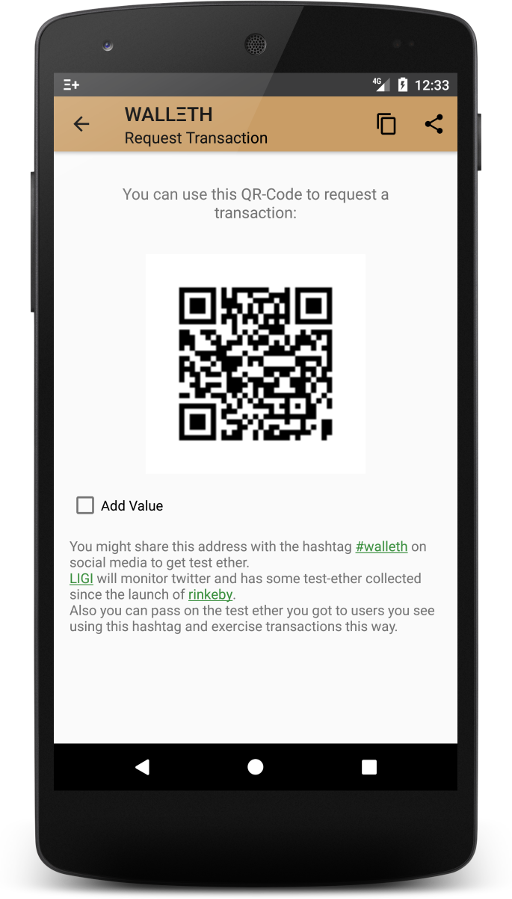 4G 12:33
WALLΞTH
Request Transaction
You can use this QR-Code to request a
transaction:
Add Value
You might share this address with the hashtag #walleth on
social media to get test ether.
LIGI will monitor twitter and has some test-ether collected
since the launch of rinkeby.
Also you can pass on the test ether you got to users you see
using this hashtag and exercise transactions this way.